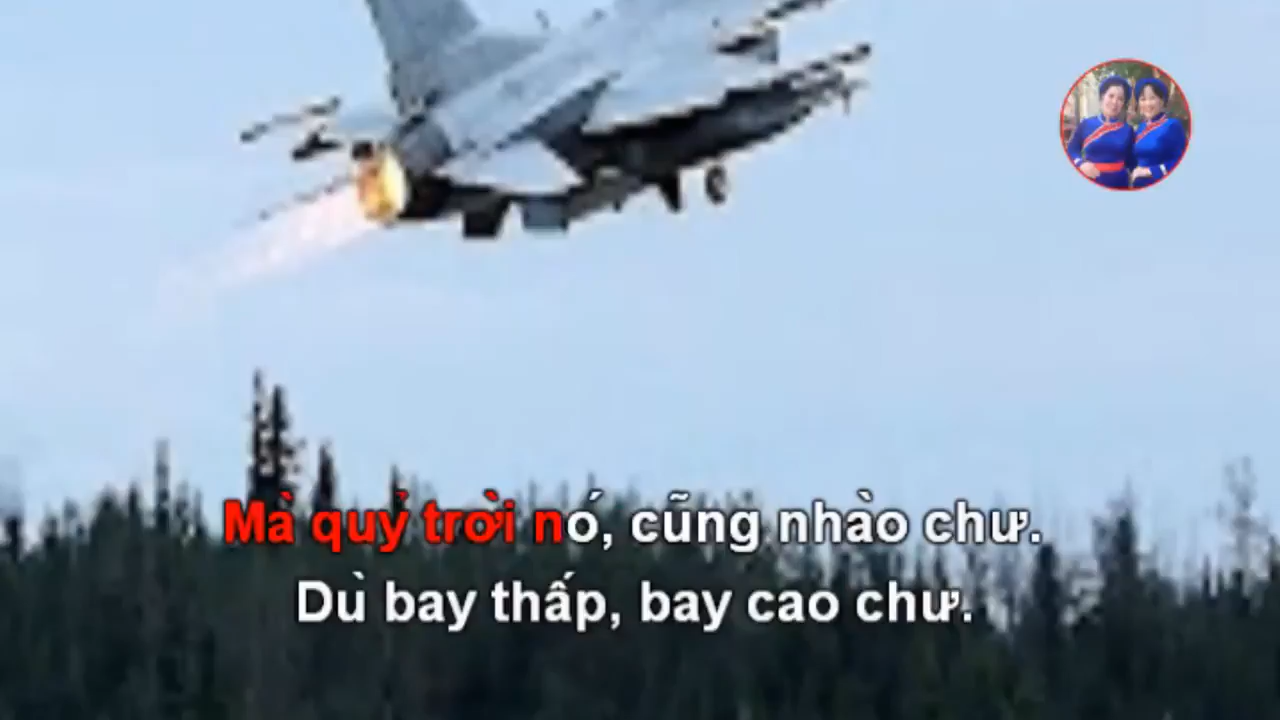 Mà quỷ trời nó, cũng nhào chư.
Dù bay thấp, bay cao chư.